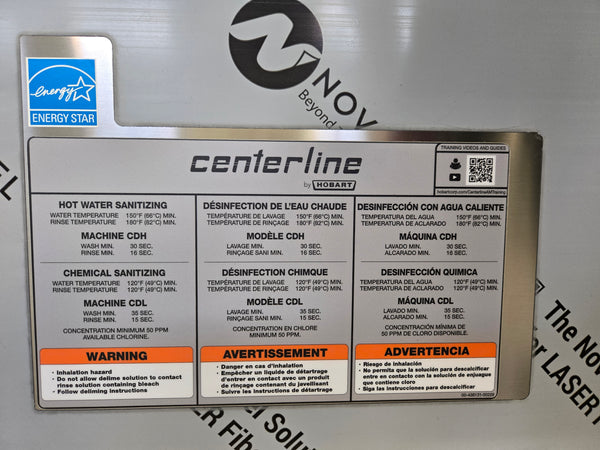 NOV
Beyond
energy
ENERGY STAR
centerline
by HOBART
TRAINING VIDEOS AND GUIDES
hobartcorp.com/CenterlineAMTraining
HOT WATER SANITIZING
WATER TEMPERATURE 150°F (66°C) MIN.
RINSE TEMPERATURE 180°F (82°C) MIN.
MACHINE CDH
WASH MIN. 30 SEC.
RINSE MIN. 16 SEC.
CHEMICAL SANITIZING
WATER TEMPERATURE 120°F (49°C) MIN.
RINSE TEMPERATURE 120°F (49°C) MIN.
MACHINE CDL
WASH MIN. 35 SEC.
RINSE MIN. 15 SEC.
CONCENTRATION MINIMUM 50 PPM
AVAILABLE CHLORINE.
WARNING
• Inhalation hazard
• Do not allow delime solution to contact
rinse solution containing bleach
• Follow deliming instructions
DÉSINFECTION DE L'EAU CHAUDE
TEMPÉRATURE DE LAVAGE 150°F (66°C) MIN.
TEMPÉRATURE DE RINÇAGE 180°F (82°C) MIN.
MODÈLE CDH
LAVAGE MIN. 30 SEC.
RINÇAGE SANI MIN. 16 SEC.
DÉSINFECTION CHIMQUE
TEMPÉRATURE DE LAVAGE 120°F (49°C) MIN.
TEMPÉRATURE DE RINÇAGE 120°F (49°C) MIN.
MODÈLE CDL
LAVAGE MIN. 35 SEC.
RINÇAGE SANI MIN. 15 SEC.
CONCENTRATION EN CHLORE
MINIMUM 50 PPM.
AVERTISSEMENT
• Danger en cas d'inhalation
• Empêcher un liquide de détartrage
d'entrer en contact avec un produit
de rinçage contenant du javellisant
• Suivre les instructions de détartrage
DESINFECCIÓN CON AGUA CALIENTE
TEMPERATURA DEL AGUA 150°F (66°C) MIN.
TEMPERATURA DE ACLARADO 180°F (82°C) MIN.
MÁQUINA CDH
LAVADO MIN. 30 SEC.
ALCARADO MIN. 16 SEC.
DESINFECCIÓN QUIMICA
TEMPERATURA DEL AGUA 120°F (49°C) MIN.
TEMPERATURA DE ACLARADO 120°F (49°C) MIN.
MÁQUINA CDL
LAVADO MIN. 35 SEC.
ALCARADO MIN. 15 SEC.
CONCENTRACIÓN MÍNIMA DE
50 PPM DE CLORO DISPONIBLE.
ADVERTENCIA
• Riesgo de inhalación
• No permita que la solución para descalcificar
entre en contacto con la solución de enjuague
que contiene cloro
• Siga las instrucciones para descalcificar
The Nov
er LASERT
R Fiber
el Solu
EL